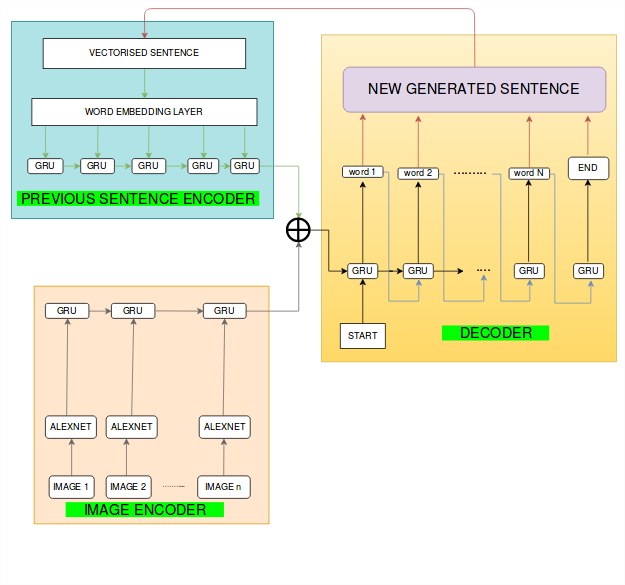 VECTORISED SENTENCE
WORD EMBEDDING LAYER
GRU GRU GRU GRU GRU
PREVIOUS SENTENCE ENCODER
NEW GENERATED SENTENCE
word 1 word 2 ......... word N END
GRU GRU .... GRU GRU
START
DECODER
GRU GRU GRU
ALEXNET ALEXNET ALEXNET
IMAGE 1 IMAGE 2 ......... IMAGE n
IMAGE ENCODER